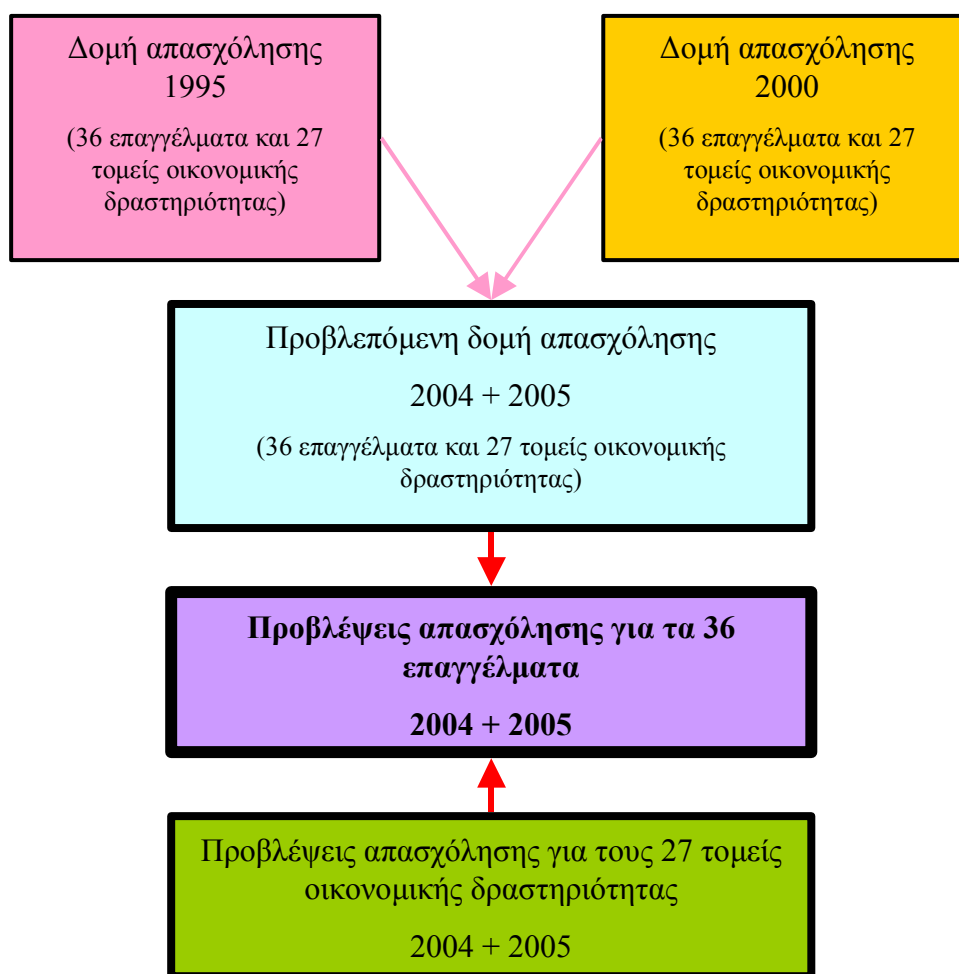 Δομή απασχόλησης
1995
(36 επαγγέλματα και 27
τομείς οικονομικής
δραστηριότητας)
Δομή απασχόλησης
2000
(36 επαγγέλματα και 27
τομείς οικονομικής
δραστηριότητας)
Προβλεπόμενη δομή απασχόλησης
2004 + 2005
(36 επαγγέλματα και 27 τομείς οικονομικής
δραστηριότητας)
Προβλέψεις απασχόλησης για τα 36
επαγγέλματα
2004 + 2005
Προβλέψεις απασχόλησης για τους 27 τομείς
οικονομικής δραστηριότητας
2004 + 2005